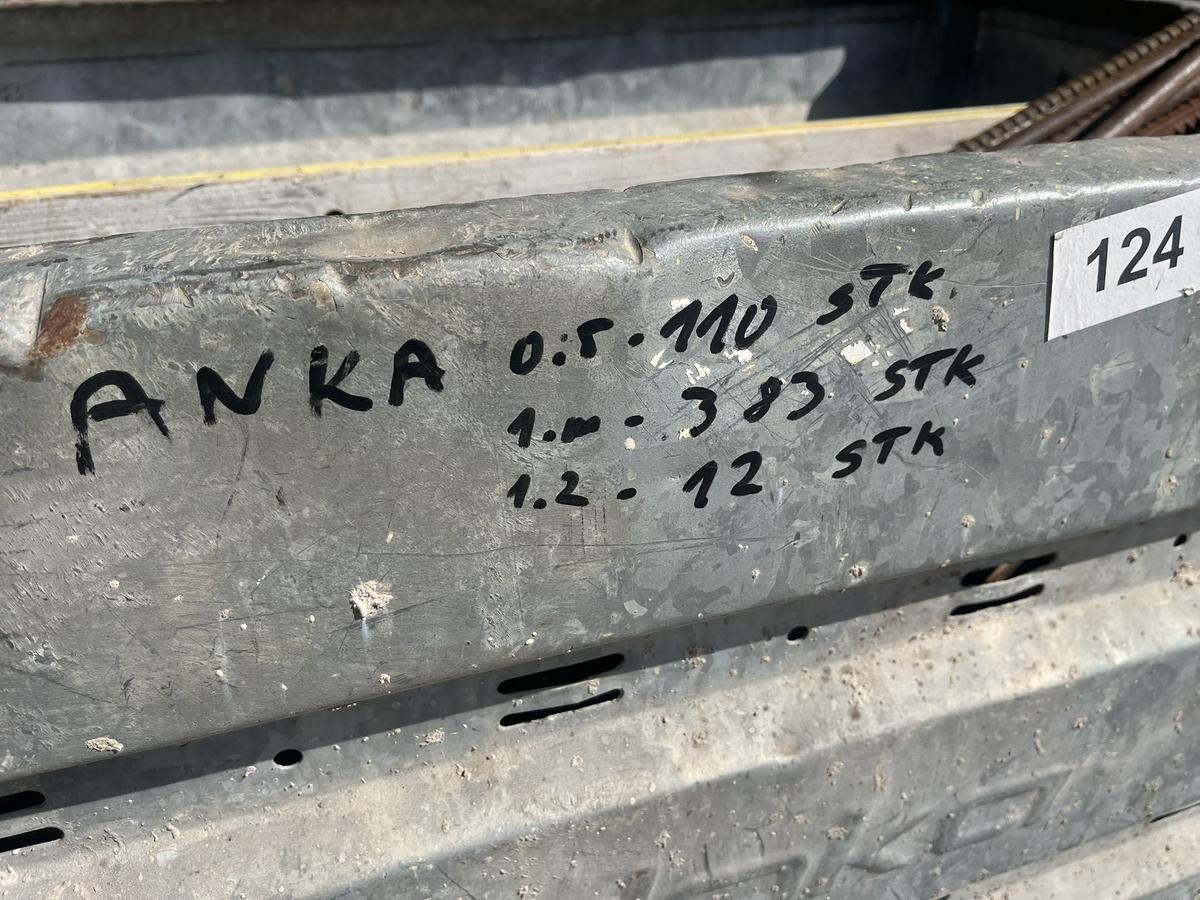 ANKA
0.5 - 110 STK
1.m - 383 STK
1.2 - 12 STK
124